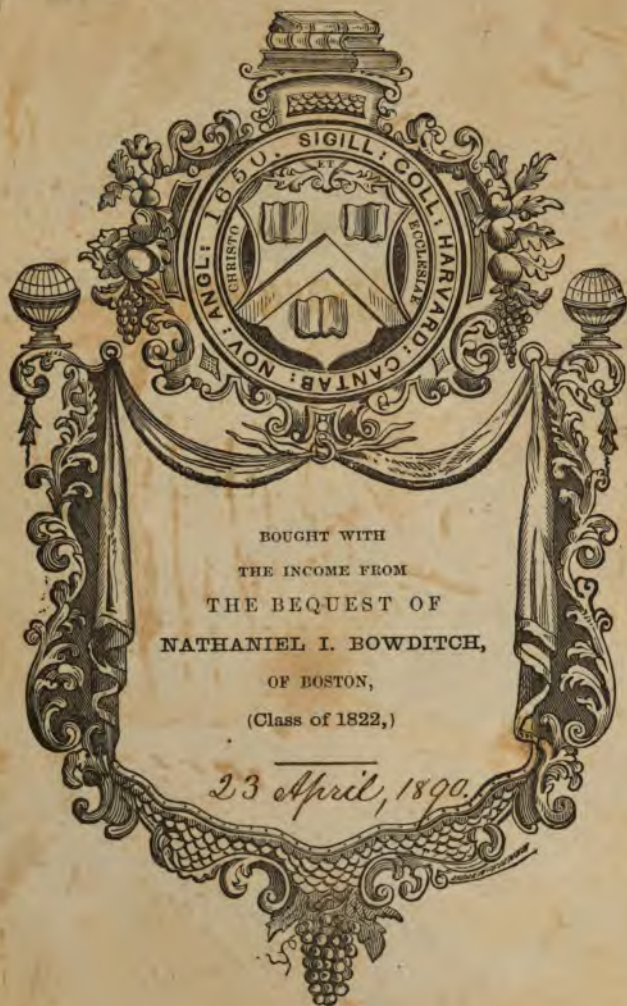 SIGILL: COLL: HARVARD: CANTAB: NOV: ANGL: 1650.
ET
CHRISTO
ECCLESIAE
BOUGHT WITH
THE INCOME FROM
THE BEQUEST OF
NATHANIEL I. BOWDITCH,
OF BOSTON,
(Class of 1822,)
23 April, 1890.